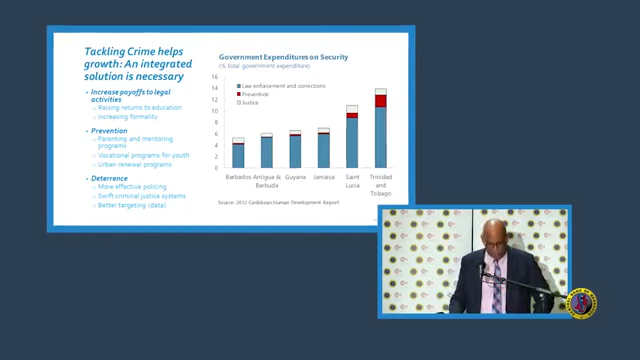 Tackling Crime helps
growth: An integrated
solution is necessary
Increase payoffs to legal
activities
Raising returns to education
Increasing formality
Prevention
Parenting and mentoring
programs
Vocational programs for youth
Urban renewal programs
Deterrence
More effective policing
Swift criminal justice systems
Better targeting (data)
Government Expenditures on Security
(% total government expenditure)
16
14
12
10
8
6
4
2
0
Law enforcement and corrections
Prevention
Justice
Barbados
Antigua &
Barbuda
Guyana
Jamaica
Saint
Lucia
Trinidad
and
Tobago
Source: 2012 Caribbean Human Development Report